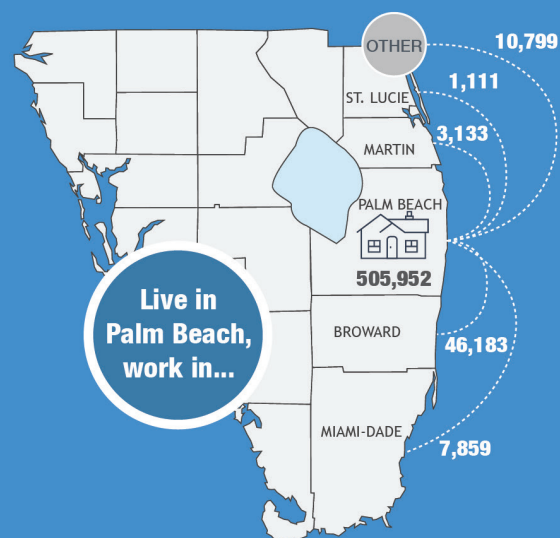 OTHER
10,799
ST. LUCIE
1,111
MARTIN
3,133
PALM BEACH
505,952
Live in
Palm Beach,
work in...
BROWARD
46,183
MIAMI-DADE
7,859